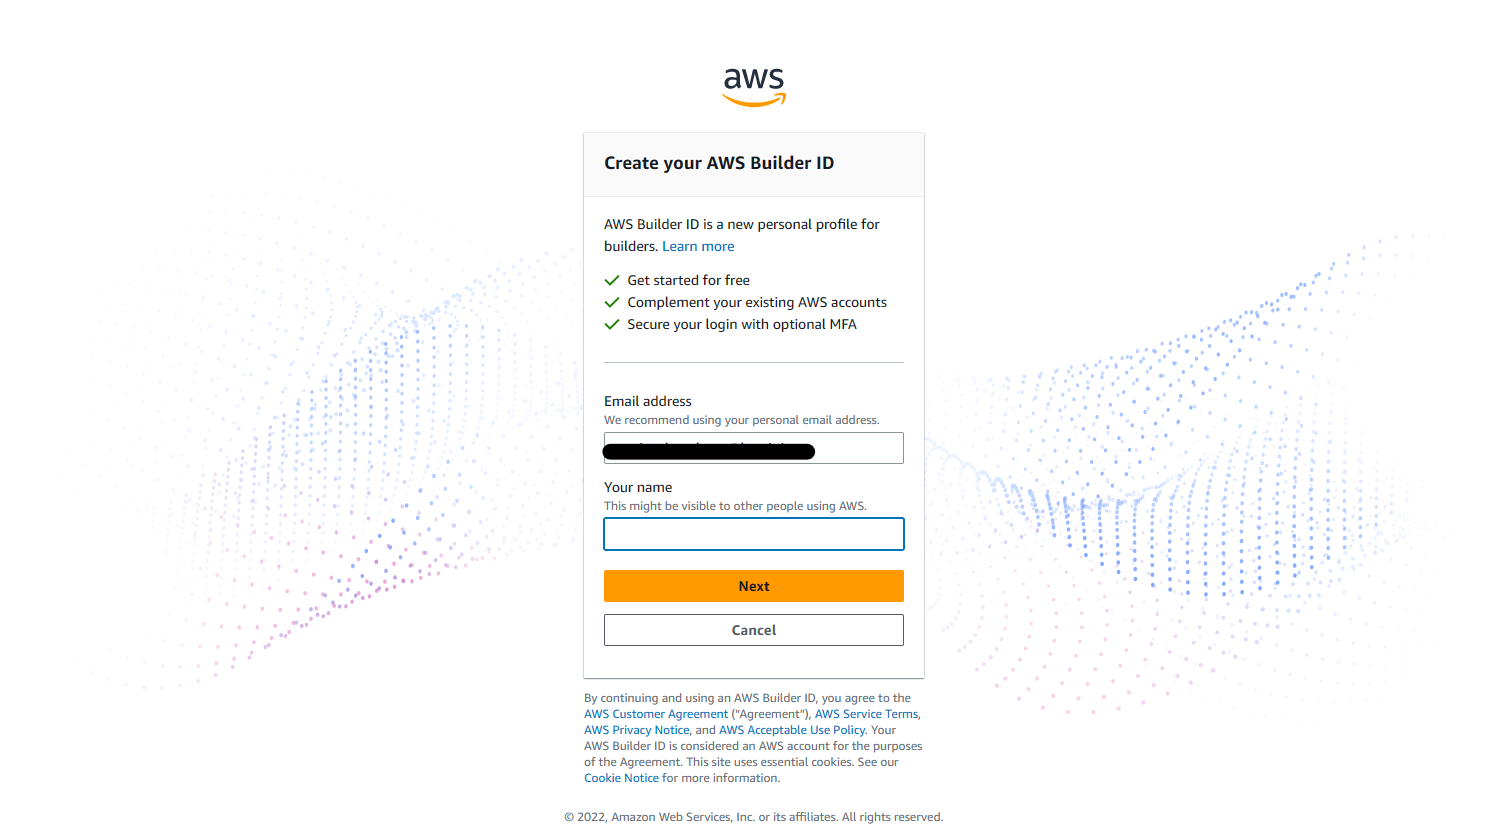 aws
Create your AWS Builder ID
AWS Builder ID is a new personal profile for
builders. Learn more
Get started for free
Complement your existing AWS accounts
Secure your login with optional MFA
Email address
We recommend using your personal email address.
Your name
This might be visible to other people using AWS.
Next
Cancel
By continuing and using an AWS Builder ID, you agree to the
AWS Customer Agreement (“Agreement”), AWS Service Terms,
AWS Privacy Notice, and AWS Acceptable Use Policy. Your
AWS Builder ID is considered an AWS account for the purposes
of the Agreement. This site uses essential cookies. See our
Cookie Notice for more information.
© 2022, Amazon Web Services, Inc. or its affiliates. All rights reserved.